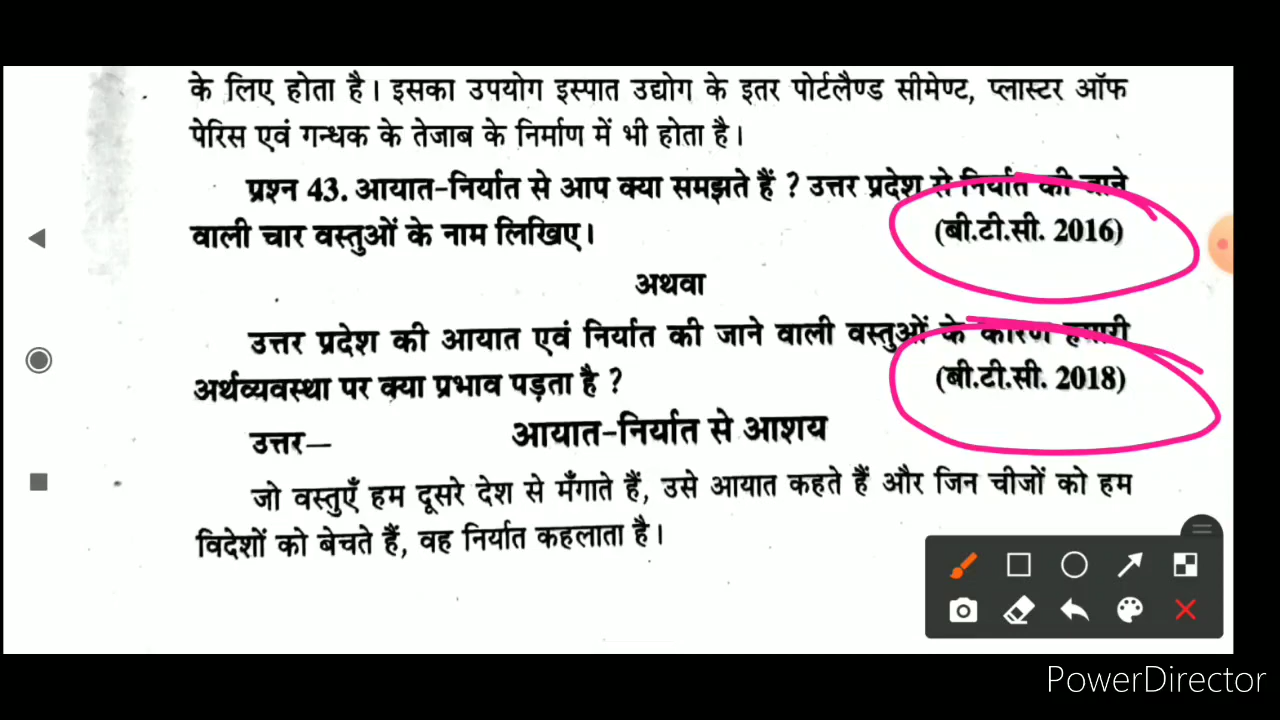 के लिए होता है। इसका उपयोग इस्पात उद्योग के इतर पोर्टलैण्ड सीमेण्ट, प्लास्टर ऑफ
पेरिस एवं गन्धक के तेजाब के निर्माण में भी होता है।
प्रश्न 43. आयात-निर्यात से आप क्या समझते हैं ? उत्तर प्रदेश से निर्यात की जाने
वाली चार वस्तुओं के नाम लिखिए। (बी.टी.सी. 2016)
अथवा
उत्तर प्रदेश की आयात एवं निर्यात की जाने वाली वस्तुओं के कारण हमारी
अर्थव्यवस्था पर क्या प्रभाव पड़ता है ? (बी.टी.सी. 2018)
उत्तर— आयात-निर्यात से आशय
जो वस्तुएँ हम दूसरे देश से मँगाते हैं, उसे आयात कहते हैं और जिन चीजों को हम
विदेशों को बेचते हैं, वह निर्यात कहलाता है।
PowerDirector